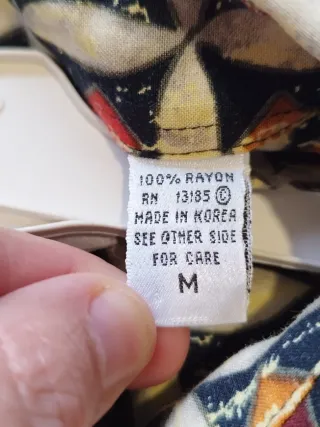 100% RAYON
RN 13185 ©
MADE IN KOREA
SEE OTHER SIDE
FOR CARE
M